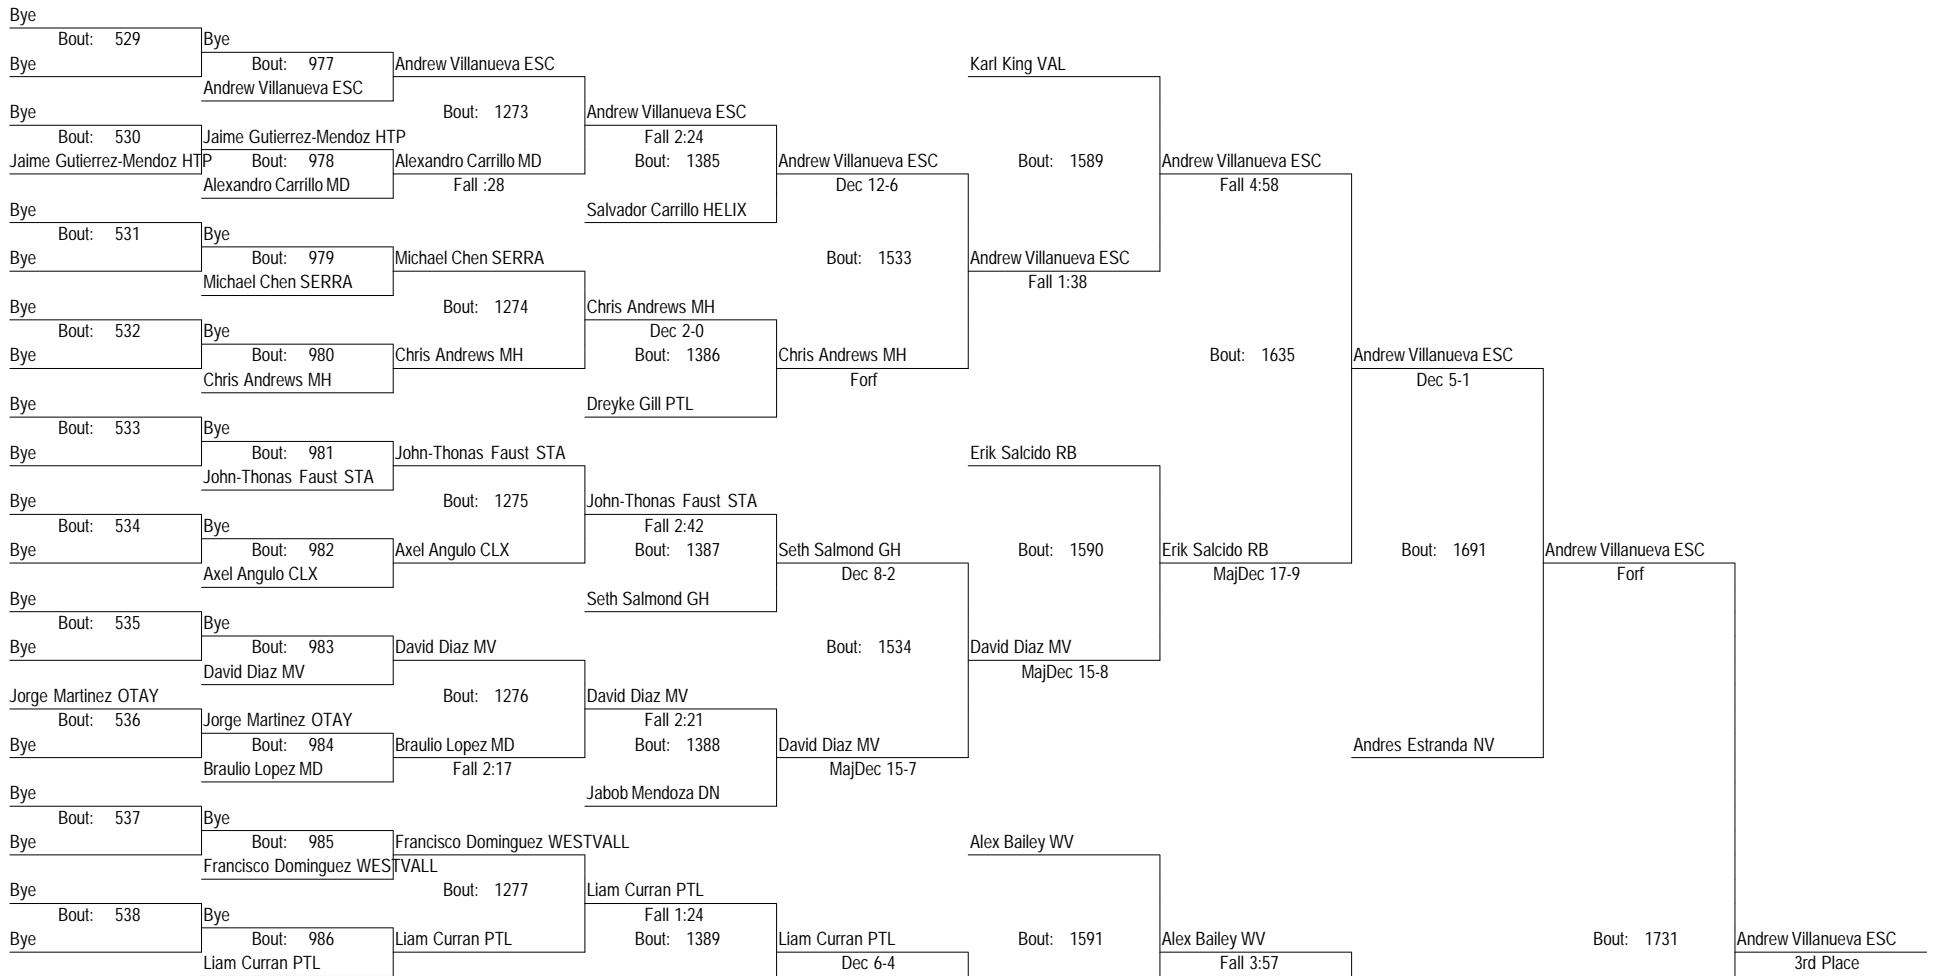 Bye
Bout: 529 Bye
Bye Bout: 977 Andrew Villanueva ESC Karl King VAL
Andrew Villanueva ESC
Bye Bout: 1273 Andrew Villanueva ESC
Bout: 530 Jaime Gutierrez-Mendoz HTP Fall 2:24
Jaime Gutierrez-Mendoz HTP Bout: 978 Alexandro Carrillo MD Bout: 1385 Andrew Villanueva ESC Bout: 1589 Andrew Villanueva ESC
Alexandro Carrillo MD Fall :28 Dec 12-6 Fall 4:58
Bye Salvador Carrillo HELIX
Bout: 531 Bye
Bye Bout: 979 Michael Chen SERRA Bout: 1533 Andrew Villanueva ESC
Michael Chen SERRA Fall 1:38
Bye Bout: 1274 Chris Andrews MH
Bout: 532 Bye Dec 2-0
Bye Bout: 980 Chris Andrews MH Bout: 1386 Chris Andrews MH Bout: 1635 Andrew Villanueva ESC
Chris Andrews MH Forf Dec 5-1
Bye Dreyke Gill PTL
Bout: 533 Bye
Bye Bout: 981 John-Thonas Faust STA Erik Salcido RB
John-Thonas Faust STA
Bye Bout: 1275 John-Thonas Faust STA
Bout: 534 Bye Fall 2:42
Bye Bout: 982 Axel Angulo CLX Bout: 1387 Seth Salmond GH Bout: 1590 Erik Salcido RB Bout: 1691 Andrew Villanueva ESC
Axel Angulo CLX Dec 8-2 MajDec 17-9 Forf
Bye Seth Salmond GH
Bout: 535 Bye
Bye Bout: 983 David Diaz MV Bout: 1534 David Diaz MV
David Diaz MV MajDec 15-8
Jorge Martinez OTAY Bout: 1276 David Diaz MV
Bout: 536 Jorge Martinez OTAY Fall 2:21
Bye Bout: 984 Braulio Lopez MD Bout: 1388 David Diaz MV Andres Estranda NV
Braulio Lopez MD Fall 2:17 MajDec 15-7
Bye Jabob Mendoza DN
Bout: 537 Bye
Bye Bout: 985 Francisco Dominguez WESTVALL Alex Bailey WV
Francisco Dominguez WESTVALL
Bye Bout: 1277 Liam Curran PTL
Bout: 538 Bye Fall 1:24
Bye Bout: 986 Liam Curran PTL Bout: 1389 Liam Curran PTL Bout: 1591 Alex Bailey WV Bout: 1731 Andrew Villanueva ESC
Liam Curran PTL Dec 6-4 Fall 3:57 3rd Place